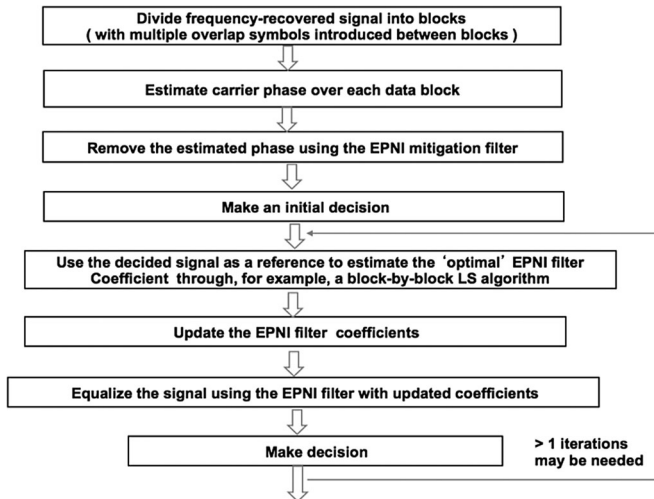 Divide frequency-recovered signal into blocks
( with multiple overlap symbols introduced between blocks )
Estimate carrier phase over each data block
Remove the estimated phase using the EPNI mitigation filter
Make an initial decision
Use the decided signal as a reference to estimate the ‘optimal’ EPNI filter
Coefficient through, for example, a block-by-block LS algorithm
Update the EPNI filter coefficients
Equalize the signal using the EPNI filter with updated coefficients
Make decision
> 1 iterations
may be needed